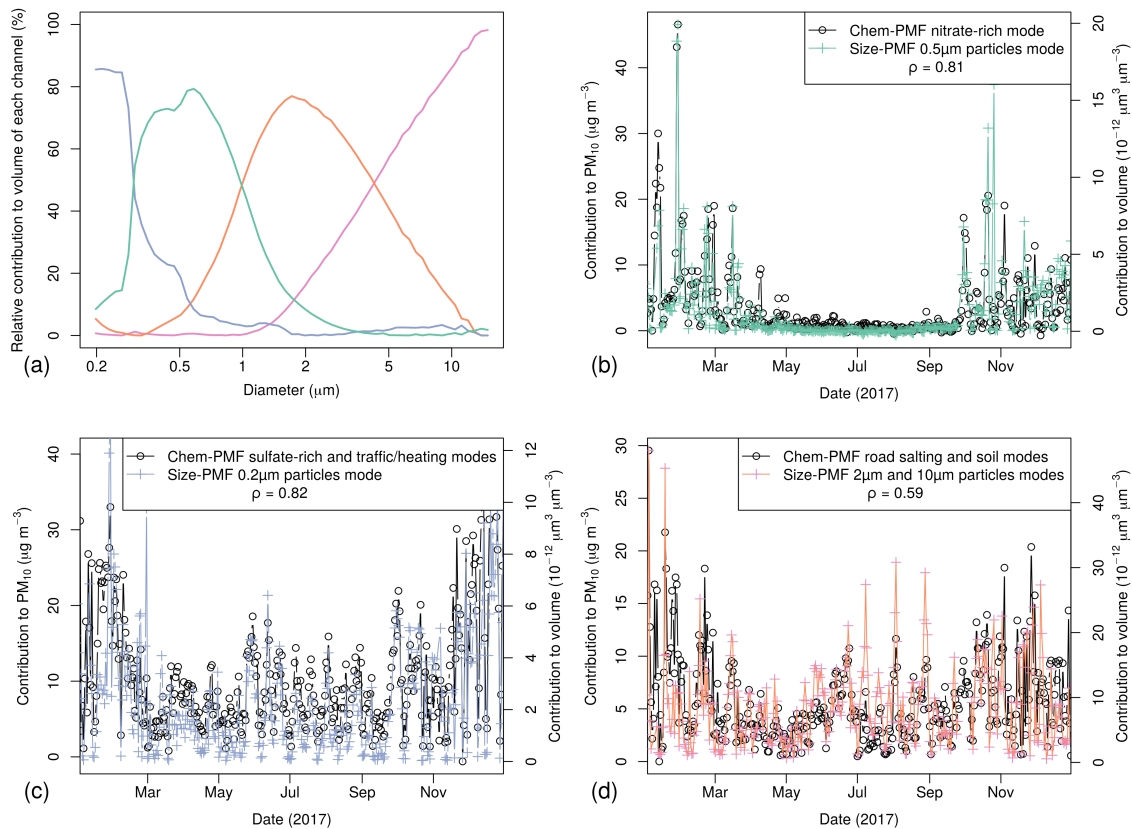 Relative contribution to volume of each channel (%)
100
80
60
40
20
0
0.2 0.5 1 2 5 10
Diameter (μm)
(a)
Chem-PMF nitrate-rich mode
Size-PMF 0.5μm particles mode
ρ = 0.81
Contribution to PM₁₀ (μg m⁻³)
40
30
20
10
0
Contribution to volume (10⁻¹² μm³ μm⁻³)
20
15
10
5
0
Mar May Jul Sep Nov
Date (2017)
(b)
Chem-PMF sulfate-rich and traffic/heating modes
Size-PMF 0.2μm particles mode
ρ = 0.82
Contribution to PM₁₀ (μg m⁻³)
40
30
20
10
0
Contribution to volume (10⁻¹² μm³ μm⁻³)
12
10
8
6
4
2
0
Mar May Jul Sep Nov
Date (2017)
(c)
Chem-PMF road salting and soil modes
Size-PMF 2μm and 10μm particles modes
ρ = 0.59
Contribution to PM₁₀ (μg m⁻³)
30
25
20
15
10
5
0
Contribution to volume (10⁻¹² μm³ μm⁻³)
40
30
20
10
0
Mar May Jul Sep Nov
Date (2017)
(d)